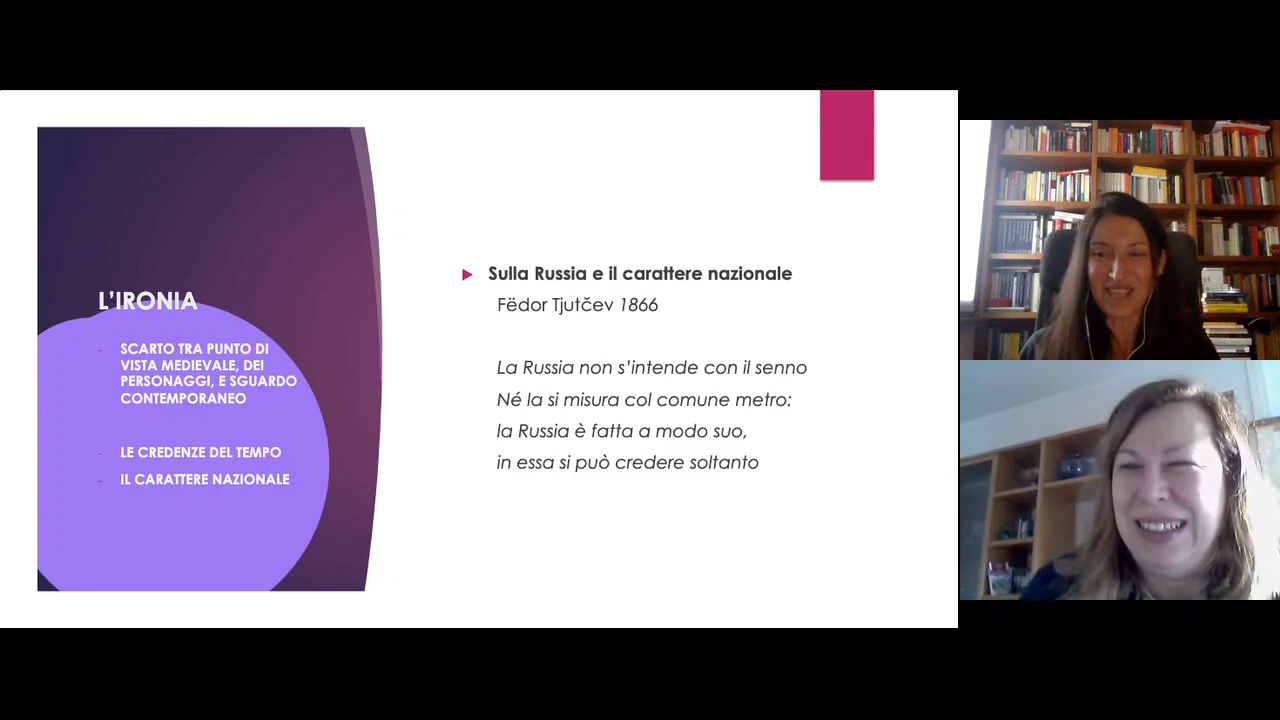 L'IRONIA
- SCARTO TRA PUNTO DI
VISTA MEDIEVALE, DEI
PERSONAGGI, E SGUARDO
CONTEMPORANEO
- LE CREDENZE DEL TEMPO
- IL CARATTERE NAZIONALE
Sulla Russia e il carattere nazionale
Fëdor Tjutčev 1866
La Russia non s'intende con il senno
Né la si misura col comune metro:
la Russia è fatta a modo suo,
in essa si può credere soltanto